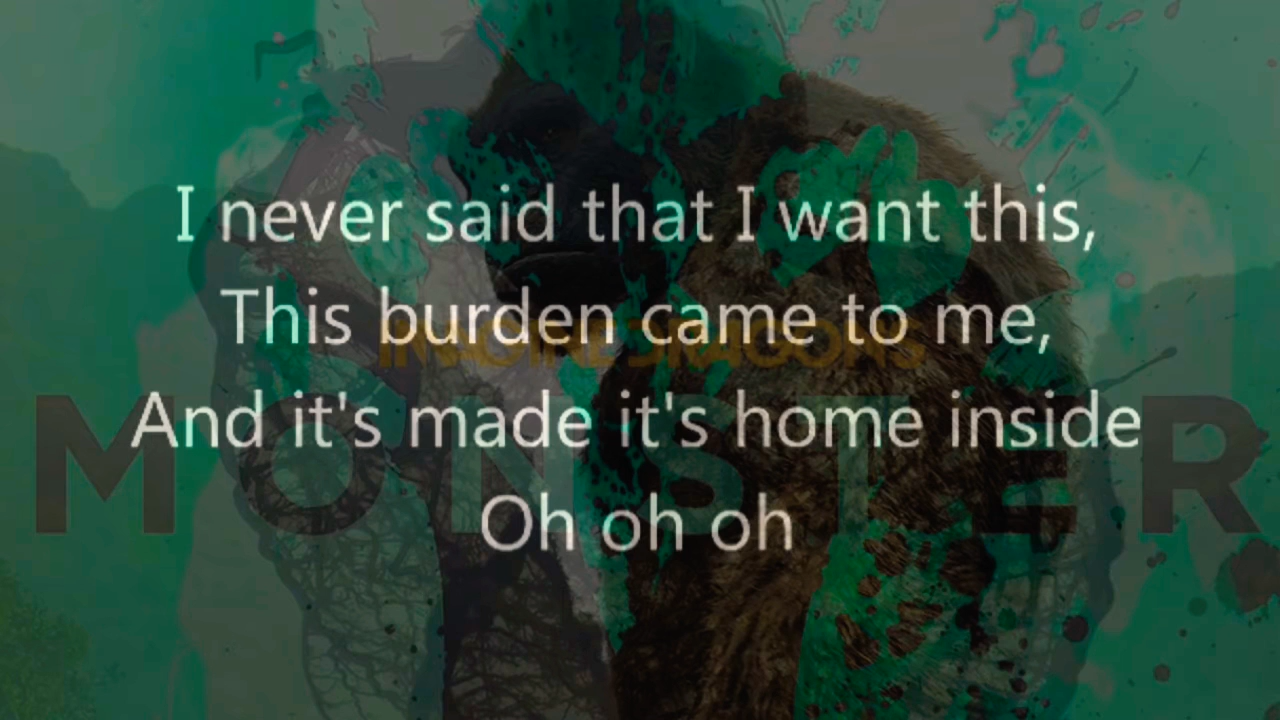 I never said that I want this,
This burden came to me,
IMAGINE DRAGONS
And it's made it's home inside
MONSTER
Oh oh oh